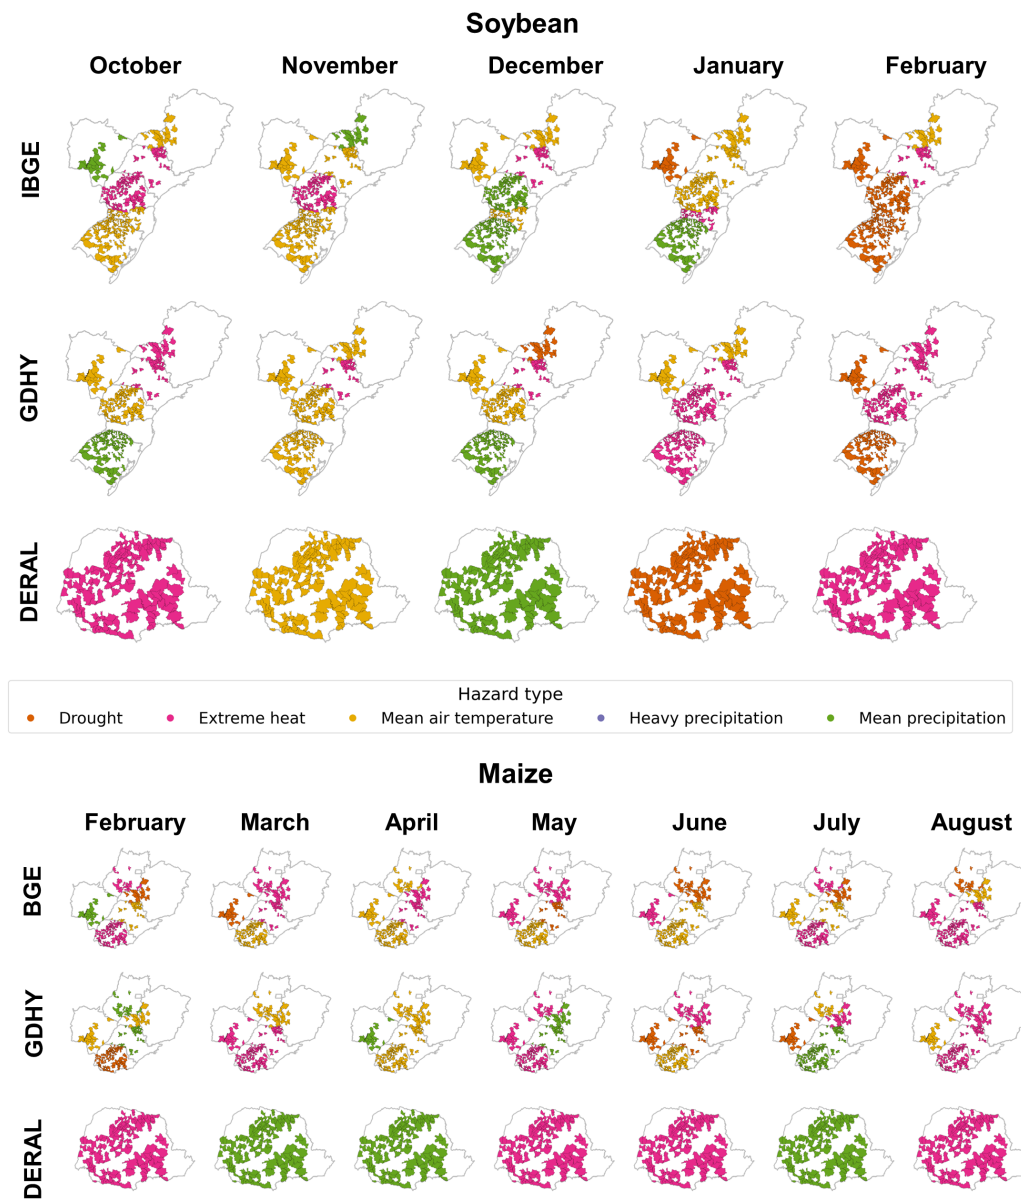 Soybean
October November December January February
IBGE
GDHY
DERAL
Hazard type
Drought Extreme heat Mean air temperature Heavy precipitation Mean precipitation
Maize
February March April May June July August
BGE
GDHY
DERAL